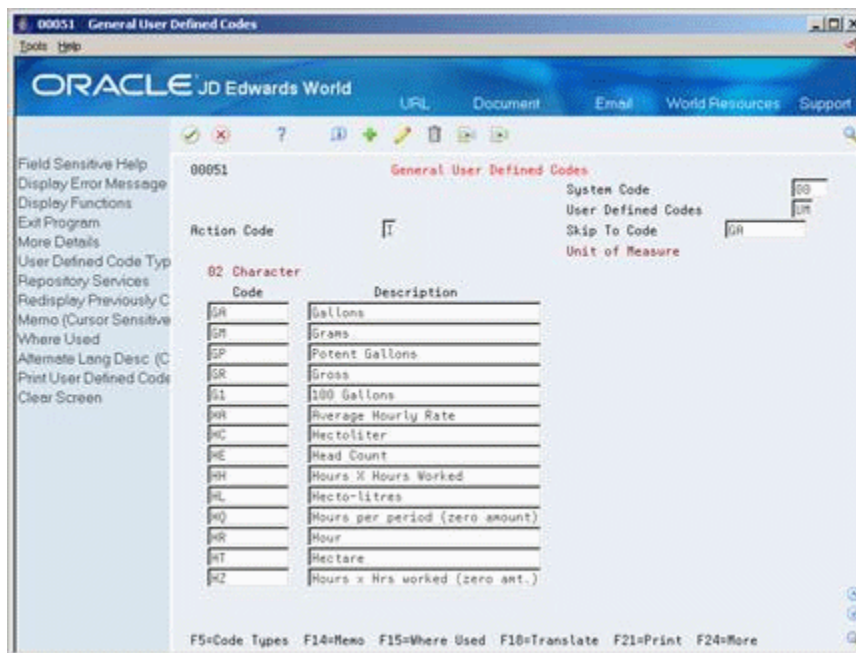 00051 General User Defined Codes
Tools Help
ORACLE JD Edwards World
URL Document Email World Resources Support
Field Sensitive Help
Display Error Message
Display Functions
Exit Program
More Details
User Defined Code Typ
Repository Services
Redisplay Previously C
Memo (Cursor Sensitive
Where Used
Alternate Lang Desc (C
Print User Defined Code
Clear Screen
00051 General User Defined Codes
System Code 00
User Defined Codes UM
Action Code I Skip To Code GA
Unit of Measure
02 Character
Code Description
GA Gallons
GM Grams
GP Potent Gallons
GR Gross
G1 100 Gallons
HA Average Hourly Rate
HC Hectoliter
HE Head Count
HH Hours X Hours Worked
HL Hecto-litres
HQ Hours per period (zero amount)
HR Hour
HT Hectare
HZ Hours x Hrs worked (zero amt.)
F5=Code Types F14=Memo F15=Where Used F18=Translate F21=Print F24=More